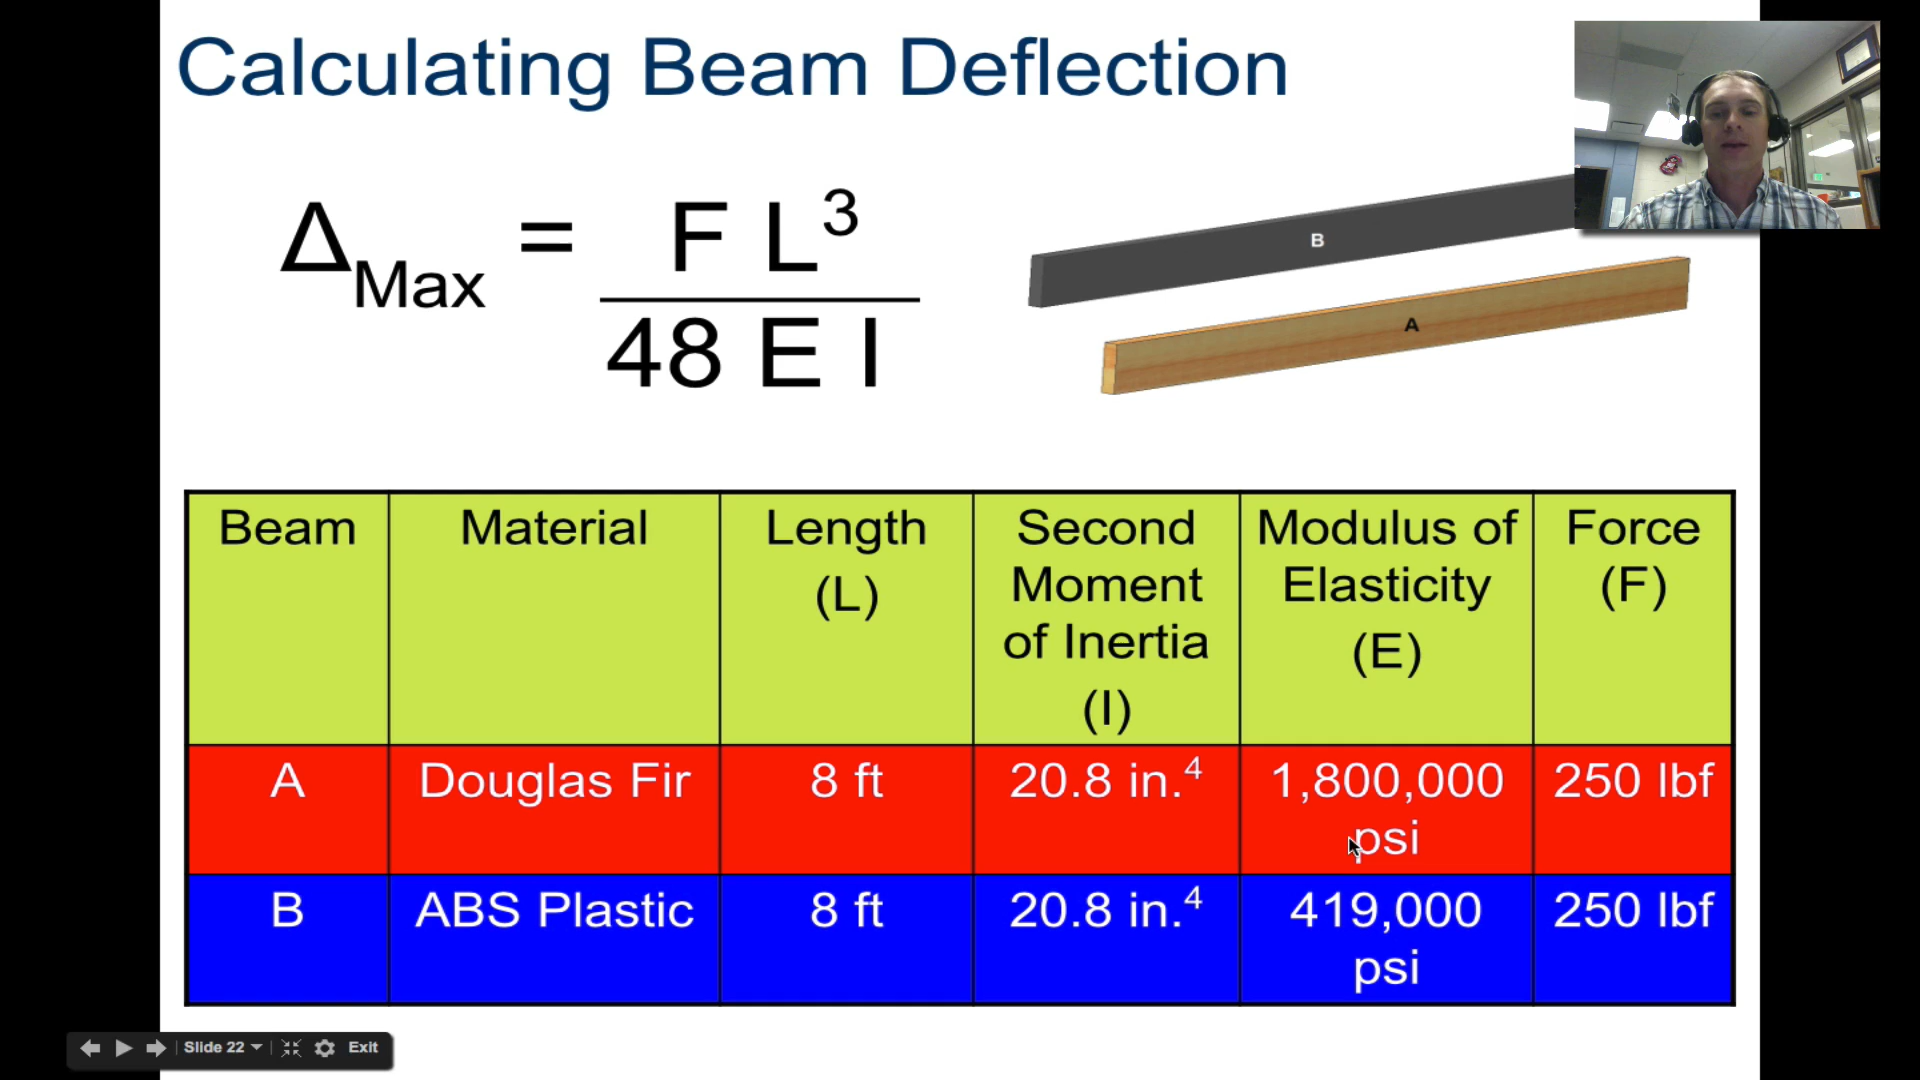 Calculating Beam Deflection
Δ_Max = F L³
48 E I
B
A
Beam Material Length (L) Second Moment of Inertia (I) Modulus of Elasticity (E) Force (F)
A Douglas Fir 8 ft 20.8 in.⁴ 1,800,000 psi 250 lbf
B ABS Plastic 8 ft 20.8 in.⁴ 419,000 psi 250 lbf
Slide 22 Exit